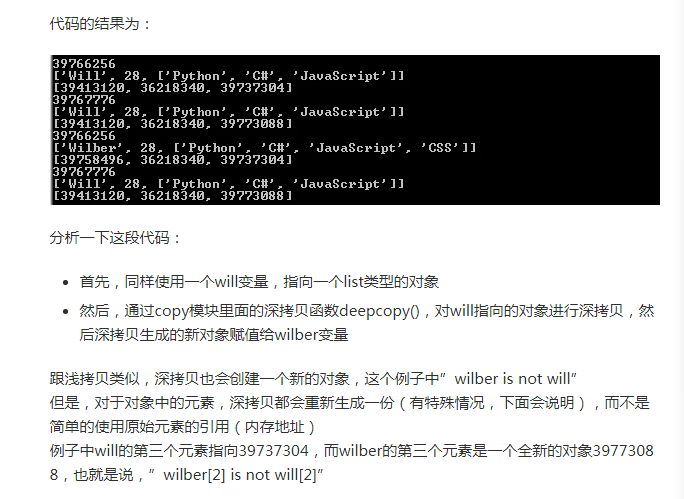 代码的结果为：
39766256
['Will', 28, ['Python', 'C#', 'JavaScript']]
[39413120, 36218340, 39737304]
39767776
['Will', 28, ['Python', 'C#', 'JavaScript']]
[39413120, 36218340, 39773088]
39766256
['Wilber', 28, ['Python', 'C#', 'JavaScript', 'CSS']]
[39758496, 36218340, 39737304]
39767776
['Will', 28, ['Python', 'C#', 'JavaScript']]
[39413120, 36218340, 39773088]
分析一下这段代码：
• 首先，同样使用一个will变量，指向一个list类型的对象
• 然后，通过copy模块里面的深拷贝函数deepcopy()，对will指向的对象进行深拷贝，然
后深拷贝生成的新对象赋值给wilber变量
跟浅拷贝类似，深拷贝也会创建一个新的对象，这个例子中”wilber is not will”
但是，对于对象中的元素，深拷贝都会重新生成一份（有特殊情况，下面会说明），而不是
简单的使用原始元素的引用（内存地址）
例子中will的第三个元素指向39737304，而wilber的第三个元素是一个全新的对象3977308
8，也就是说，”wilber[2] is not will[2]”